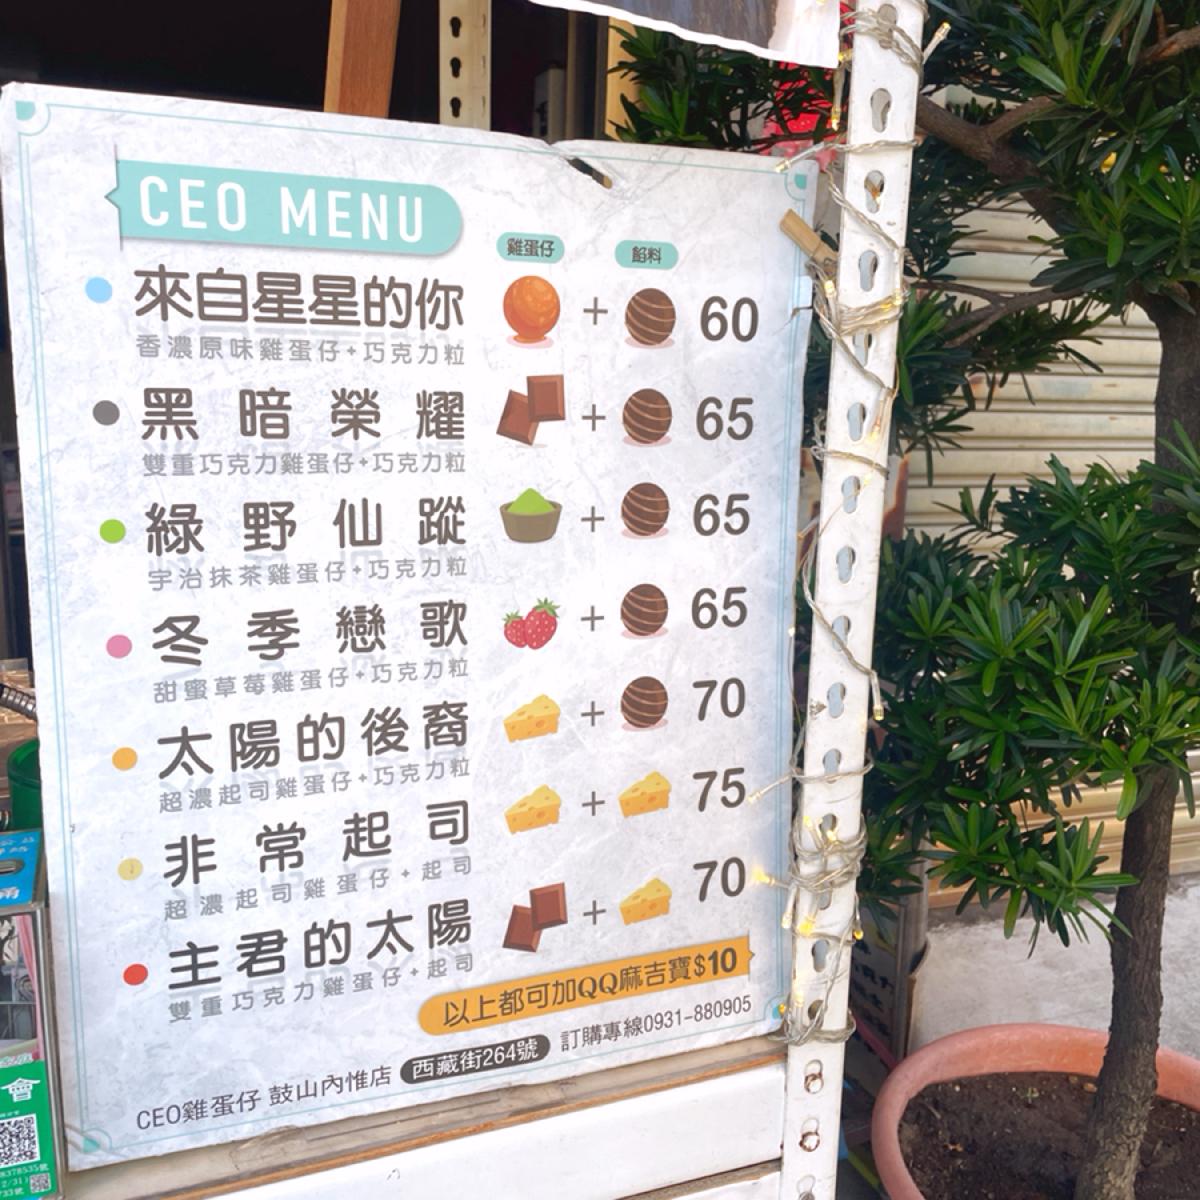 CEO MENU
雞蛋仔 餡料
來自星星的你 + 60
香濃原味雞蛋仔+巧克力粒
黑暗榮耀 + 65
雙重巧克力雞蛋仔+巧克力粒
綠野仙蹤 + 65
宇治抹茶雞蛋仔+巧克力粒
冬季戀歌 + 65
甜蜜草莓雞蛋仔+巧克力粒
太陽的後裔 + 70
超濃起司雞蛋仔+巧克力粒
非常起司 + 75
超濃起司雞蛋仔+起司
主君的太陽 + 70
雙重巧克力雞蛋仔+起司
以上都可加QQ麻吉寶$10
CEO雞蛋仔 鼓山內惟店 西藏街264號 訂購專線0931-880905
會